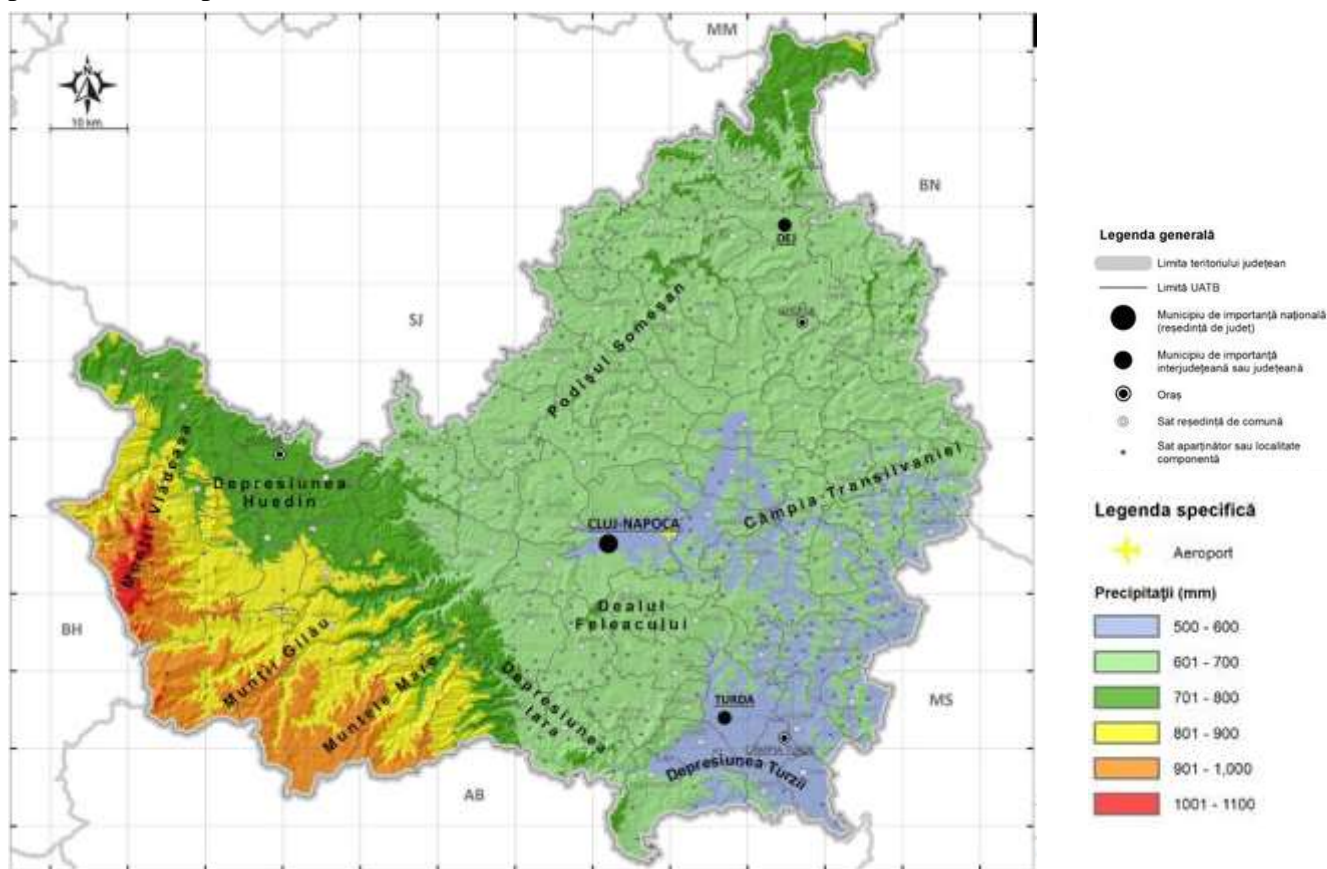 MM
N
10 km
BN
DEJ
SJ
Podișul Someșan
Munții Vlădeasa
Depresiunea
Huedin
Câmpia Transilvaniei
CLUJ-NAPOCA
Dealul
Feleacului
BH
Munții Gilău
Muntele Mare
Depresiunea
Iara
TURDA
MS
Depresiunea Turzii
AB
Legenda generală
Limita teritoriului județean
Limită UATB
Municipiu de importanță națională
(reședință de județ)
Municipiu de importanță
interjudețeană sau județeană
Oraș
Sat reședință de comună
Sat aparținător sau localitate
componentă
Legenda specifică
Aeroport
Precipitații (mm)
500 - 600
601 - 700
701 - 800
801 - 900
901 - 1,000
1001 - 1100